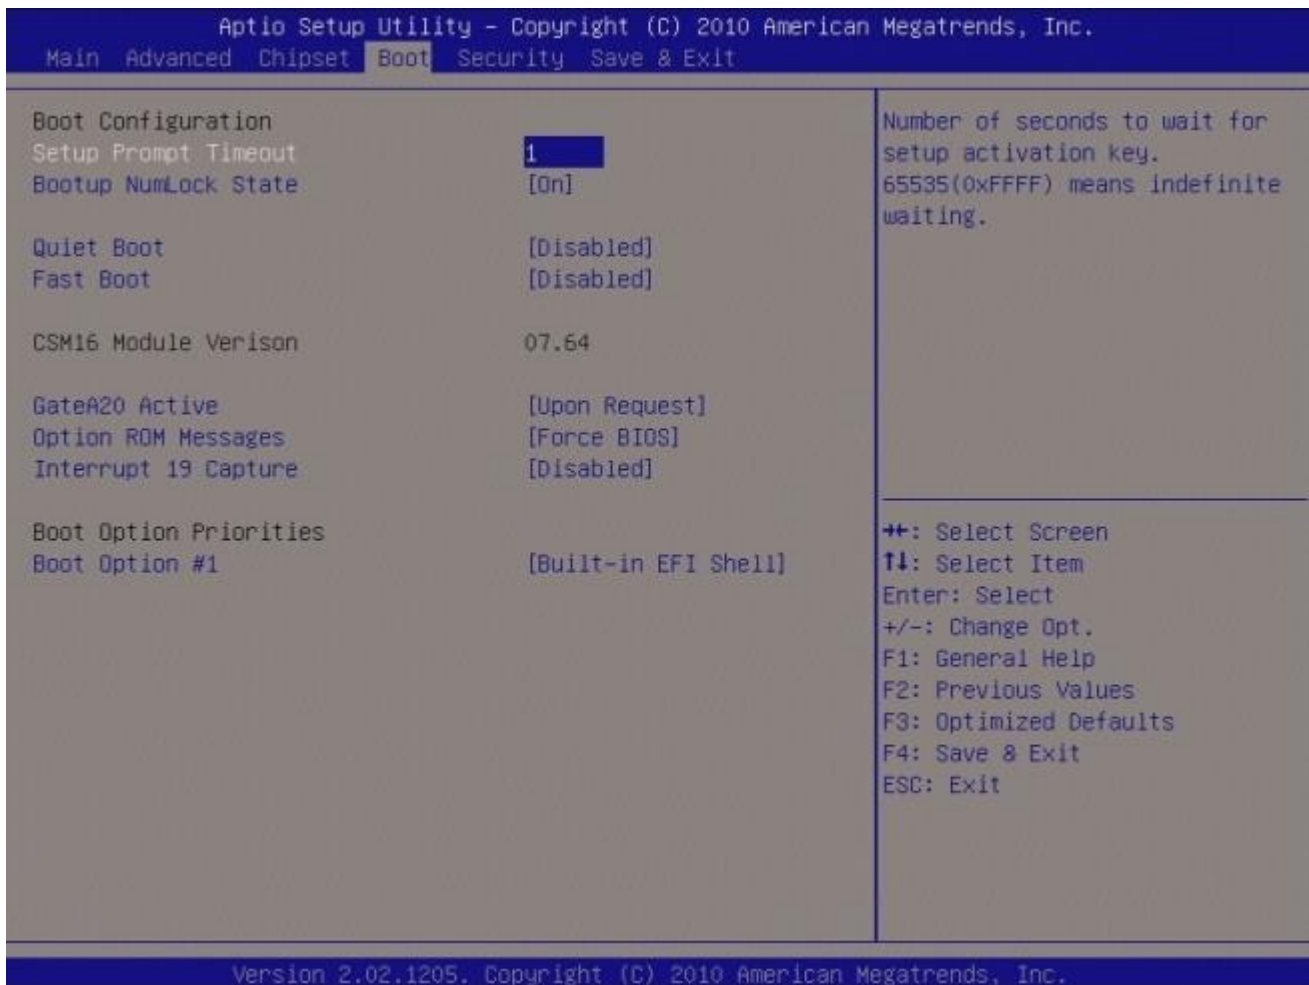 Aptio Setup Utility – Copyright (C) 2010 American Megatrends, Inc.
Main Advanced Chipset Boot Security Save & Exit
Boot Configuration
Setup Prompt Timeout 1
Bootup NumLock State [On]
Quiet Boot [Disabled]
Fast Boot [Disabled]
CSM16 Module Verison 07.64
GateA20 Active [Upon Request]
Option ROM Messages [Force BIOS]
Interrupt 19 Capture [Disabled]
Boot Option Priorities
Boot Option #1 [Built-in EFI Shell]
Number of seconds to wait for
setup activation key.
65535(0xFFFF) means indefinite
waiting.
→←: Select Screen
↑↓: Select Item
Enter: Select
+/-: Change Opt.
F1: General Help
F2: Previous Values
F3: Optimized Defaults
F4: Save & Exit
ESC: Exit
Version 2.02.1205. Copyright (C) 2010 American Megatrends, Inc.